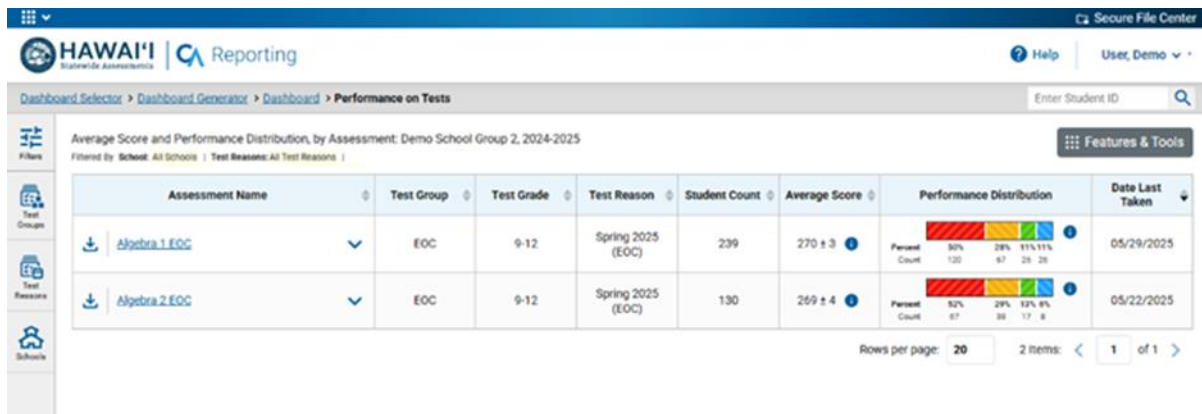 Secure File Center
HAWAIʻI
Statewide Assessments
CA Reporting
Help
User, Demo
Dashboard Selector > Dashboard Generator > Dashboard > Performance on Tests
Enter Student ID
Filters
Test Groups
Test Reasons
Schools
Average Score and Performance Distribution, by Assessment: Demo School Group 2, 2024-2025
Filtered By School: All Schools | Test Reasons: All Test Reasons |
Features & Tools
Assessment Name Test Group Test Grade Test Reason Student Count Average Score Performance Distribution Date Last Taken
Algebra 1 EOC EOC 9-12 Spring 2025 (EOC) 239 270 ± 3 05/29/2025
Percent 50% 28% 11% 11%
Count 120 67 26 26
Algebra 2 EOC EOC 9-12 Spring 2025 (EOC) 130 269 ± 4 05/22/2025
Percent 52% 29% 13% 6%
Count 67 38 17 8
Rows per page: 20 2 items: < 1 of 1 >